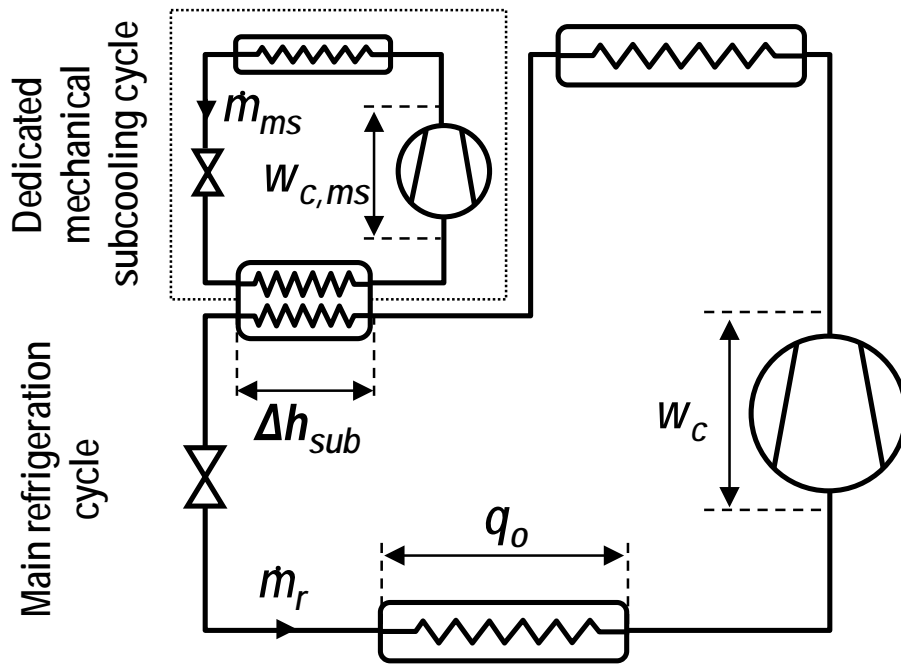 Dedicated
mechanical
subcooling cycle
ṁms
wc,ms
Δhsub
Main refrigeration
cycle
wc
qo
ṁr